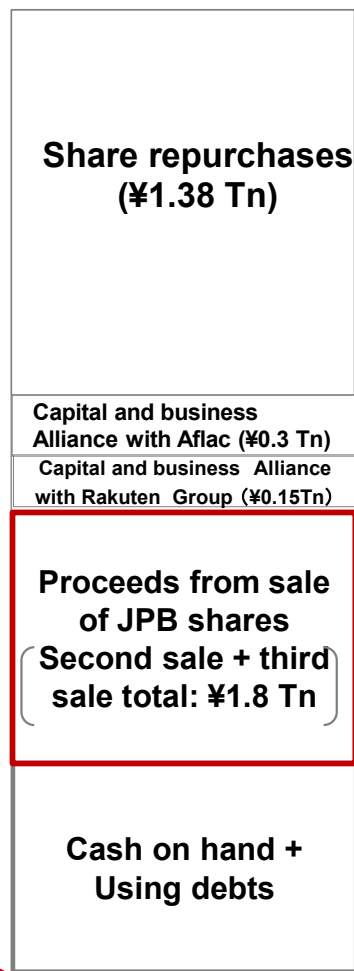 Share repurchases
(¥1.38 Tn)
Capital and business
Alliance with Aflac (¥0.3 Tn)
Capital and business Alliance
with Rakuten Group（¥0.15Tn）
Proceeds from sale
of JPB shares
Second sale + third
sale total: ¥1.8 Tn
Cash on hand +
Using debts